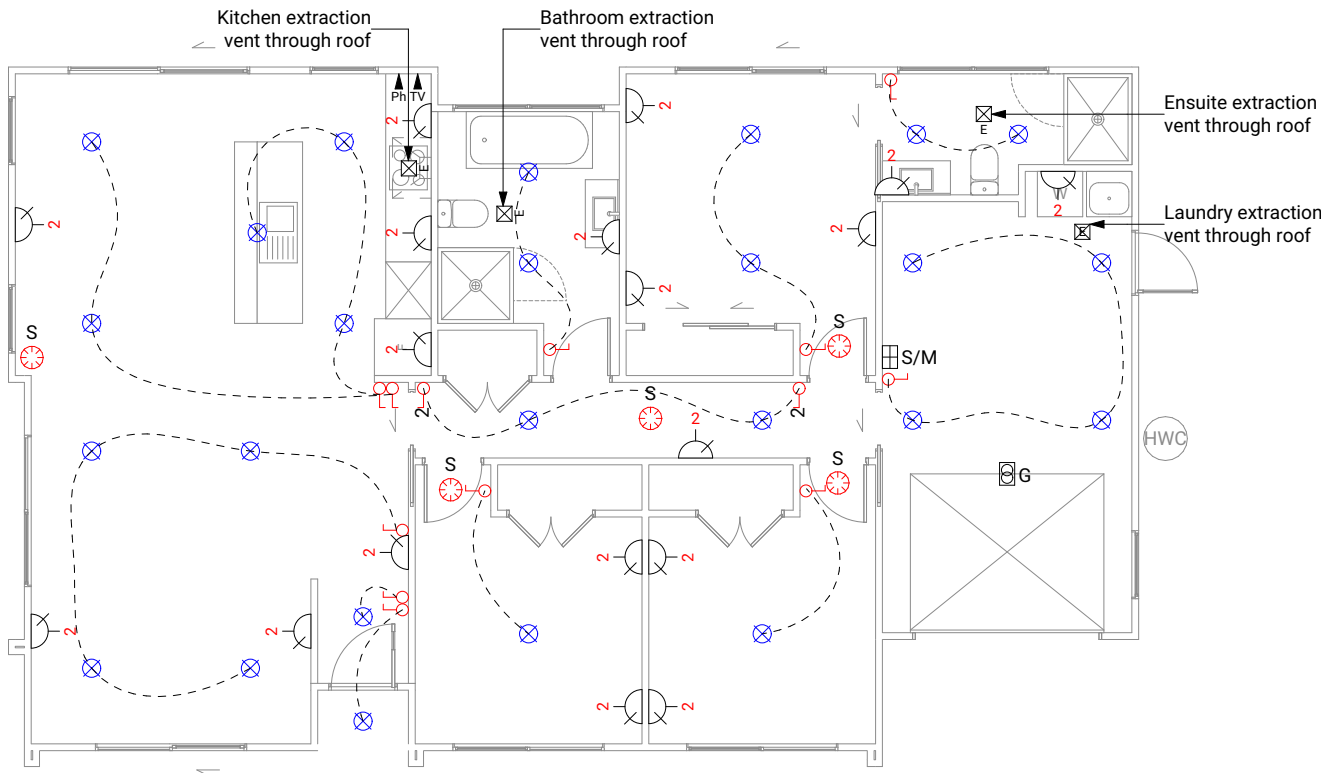 Kitchen extraction
vent through roof
Bathroom extraction
vent through roof
Ph TV
2
E
2
E
2
Ensuite extraction
vent through roof
E
2
W
2
Laundry extraction
vent through roof
E
2
2
2
2
2
2
S
S
S/M
2
S
2
2
2
HWC
S
S
G
2
2
2
2
2
2
2